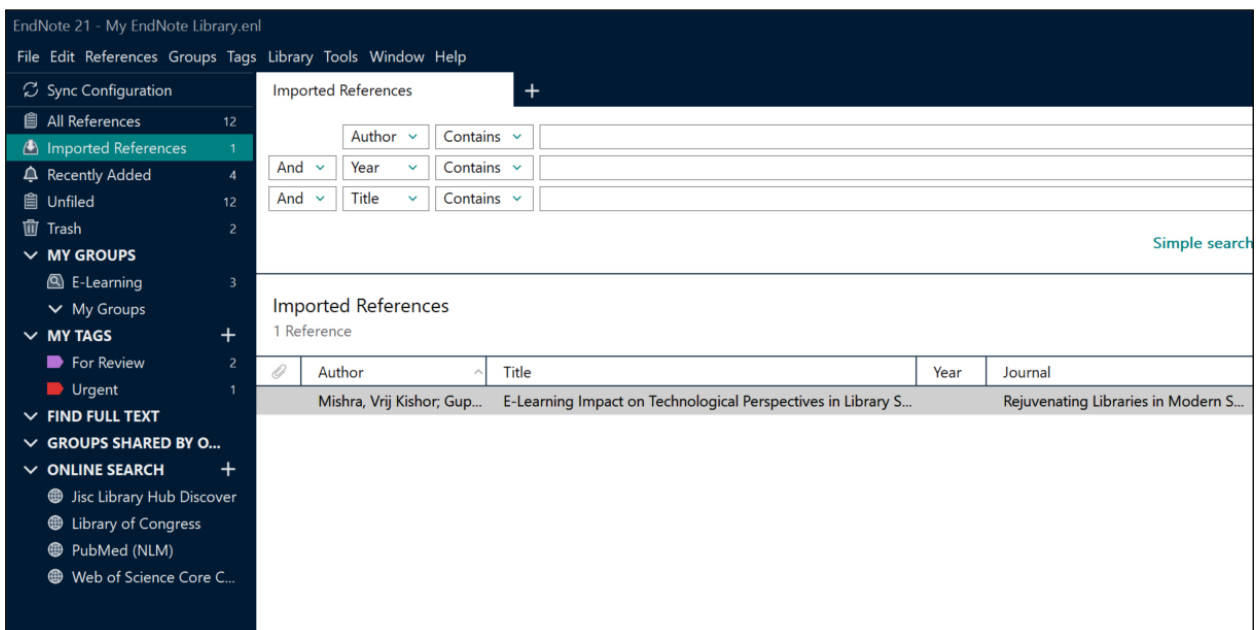 EndNote 21 - My EndNote Library.enl
File Edit References Groups Tags Library Tools Window Help
Sync Configuration
All References 12
Imported References 1
Recently Added 4
Unfiled 12
Trash 2
MY GROUPS
E-Learning 3
My Groups
MY TAGS +
For Review 2
Urgent 1
FIND FULL TEXT
GROUPS SHARED BY O...
ONLINE SEARCH +
Jisc Library Hub Discover
Library of Congress
PubMed (NLM)
Web of Science Core C...
Imported References +
Author Contains
And Year Contains
And Title Contains
Simple search
Imported References
1 Reference
Author Title Year Journal
Mishra, Vrij Kishor; Gup... E-Learning Impact on Technological Perspectives in Library S... Rejuvenating Libraries in Modern S...